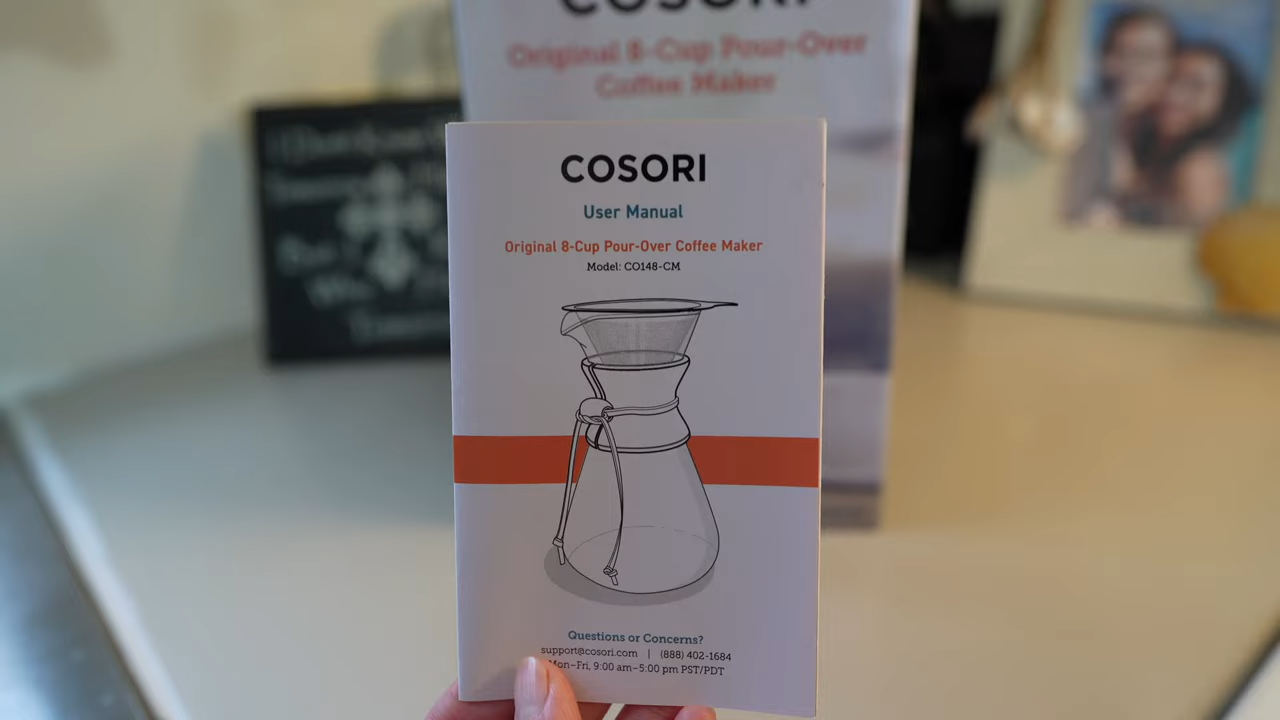 COSORI
Original 8-Cup Pour-Over
Coffee Maker
COSORI
User Manual
Original 8-Cup Pour-Over Coffee Maker
Model: CO148-CM
Questions or Concerns?
support@cosori.com | (888) 402-1684
Mon–Fri, 9:00 am–5:00 pm PST/PDT